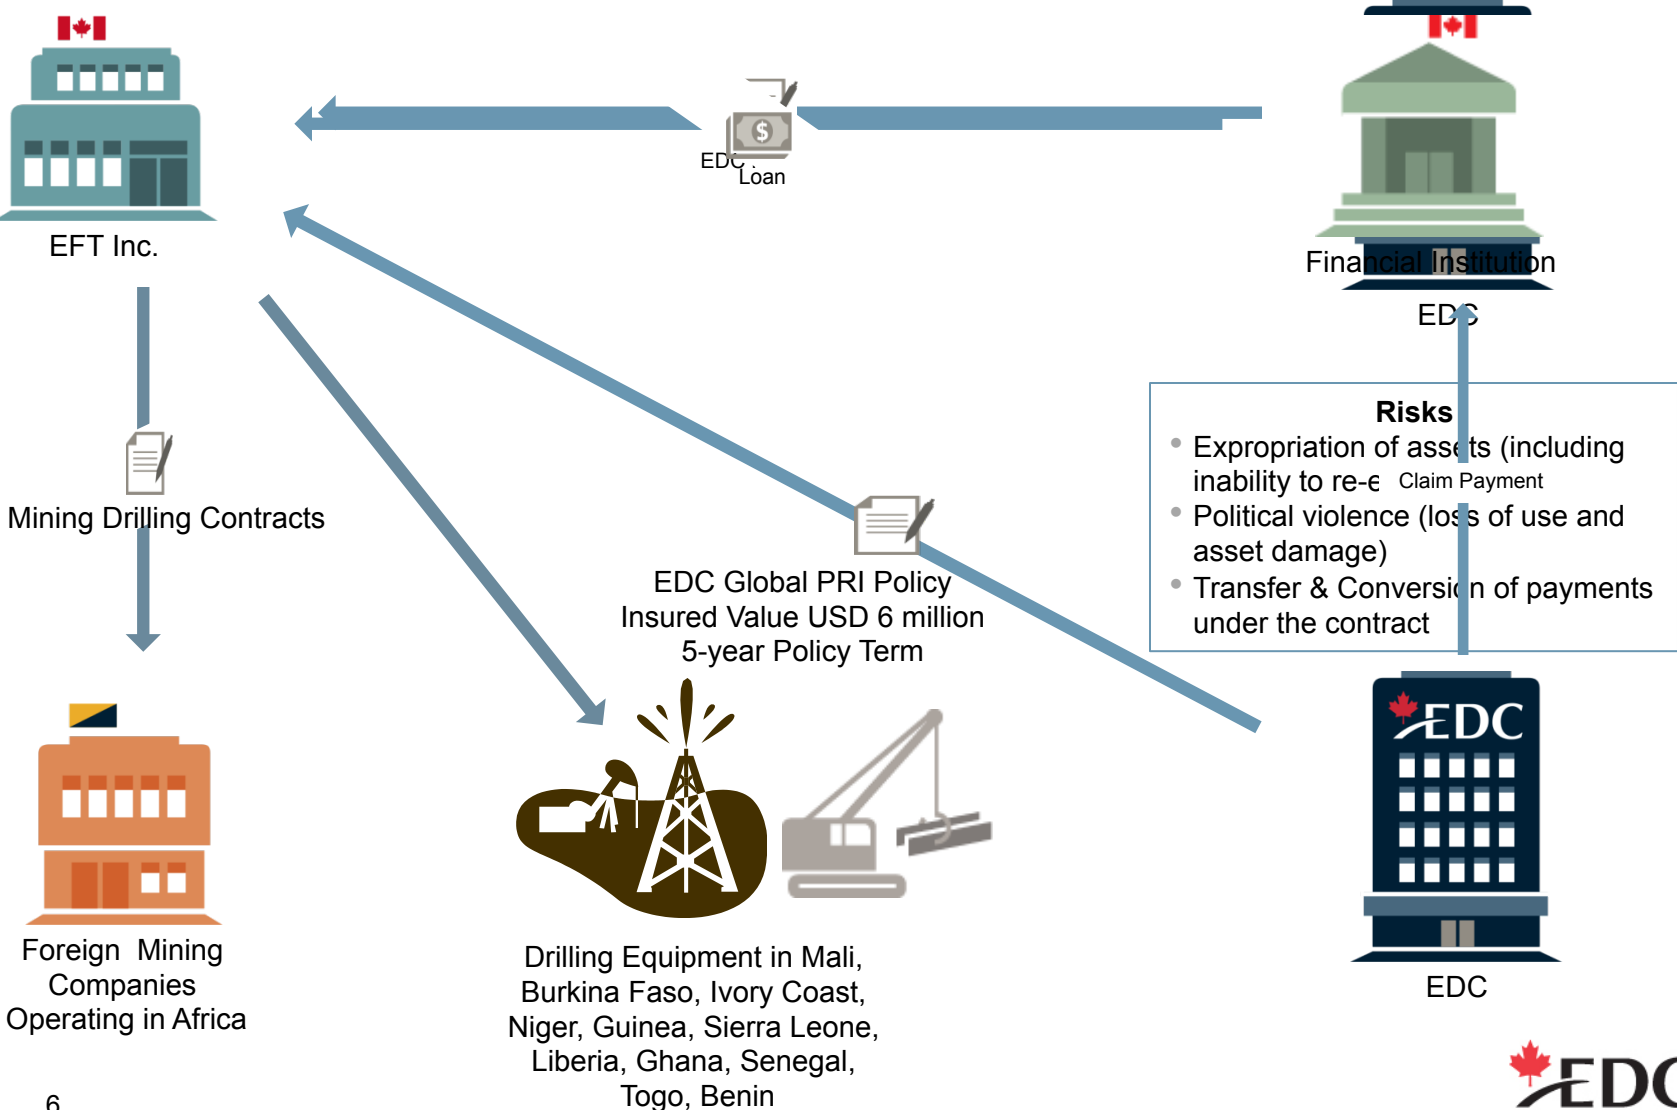 EDC
Loan
EFT Inc.
Financial Institution
EDC
Risks
Expropriation of assets (including
inability to re-e
Claim Payment
Political violence (loss of use and
asset damage)
Transfer & Conversion of payments
under the contract
Mining Drilling Contracts
EDC Global PRI Policy
Insured Value USD 6 million
5-year Policy Term
EDC
EDC
Foreign Mining
Companies
Operating in Africa
Drilling Equipment in Mali,
Burkina Faso, Ivory Coast,
Niger, Guinea, Sierra Leone,
Liberia, Ghana, Senegal,
Togo, Benin
6
EDC